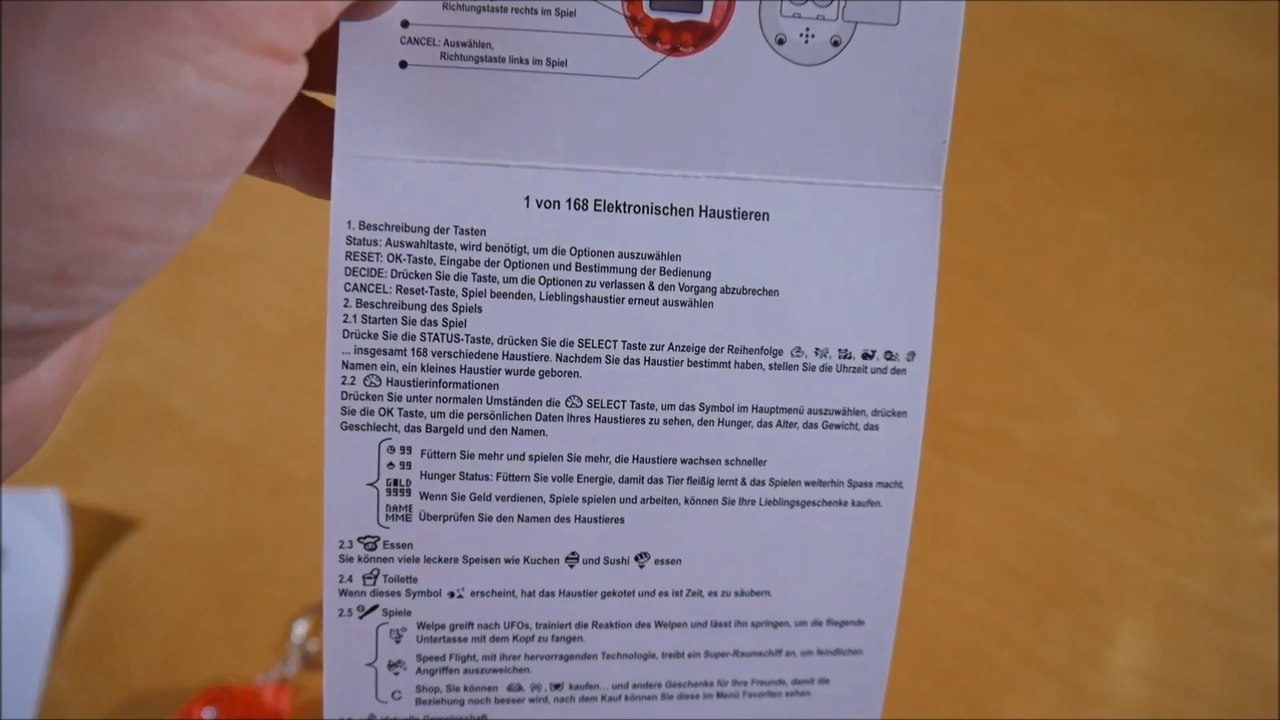 Richtungstaste rechts im Spiel
CANCEL: Auswählen,
Richtungstaste links im Spiel
1 von 168 Elektronischen Haustieren
1. Beschreibung der Tasten
Status: Auswahltaste, wird benötigt, um die Optionen auszuwählen
RESET: OK-Taste, Eingabe der Optionen und Bestimmung der Bedienung
DECIDE: Drücken Sie die Taste, um die Optionen zu verlassen & den Vorgang abzubrechen
CANCEL: Reset-Taste, Spiel beenden, Lieblingshaustier erneut auswählen
2. Beschreibung des Spiels
2.1 Starten Sie das Spiel
Drücke Sie die STATUS-Taste, drücken Sie die SELECT Taste zur Anzeige der Reihenfolge , , , , ,
... insgesamt 168 verschiedene Haustiere. Nachdem Sie das Haustier bestimmt haben, stellen Sie die Uhrzeit und den
Namen ein, ein kleines Haustier wurde geboren.
2.2 Haustierinformationen
Drücken Sie unter normalen Umständen die SELECT Taste, um das Symbol im Hauptmenü auszuwählen, drücken
Sie die OK Taste, um die persönlichen Daten Ihres Haustieres zu sehen, den Hunger, das Alter, das Gewicht, das
Geschlecht, das Bargeld und den Namen.
99 Füttern Sie mehr und spielen Sie mehr, die Haustiere wachsen schneller
99
Hunger Status: Füttern Sie volle Energie, damit das Tier fleißig lernt & das Spielen weiterhin Spass macht.
GOLD
9999 Wenn Sie Geld verdienen, Spiele spielen und arbeiten, können Sie Ihre Lieblingsgeschenke kaufen.
NAME
MME Überprüfen Sie den Namen des Haustieres
2.3 Essen
Sie können viele leckere Speisen wie Kuchen und Sushi essen
2.4 Toilette
Wenn dieses Symbol erscheint, hat das Haustier gekotet und es ist Zeit, es zu säubern.
2.5 Spiele
Welpe greift nach UFOs, trainiert die Reaktion des Welpen und lässt ihn springen, um die fliegende
Untertasse mit dem Kopf zu fangen.
Speed Flight, mit ihrer hervorragenden Technologie, treibt ein Super-Raumschiff an, um feindlichen
Angriffen auszuweichen.
C Shop, Sie können , , kaufen... und andere Geschenke für Ihre Freunde, damit die
Beziehung noch besser wird, nach dem Kauf können Sie diese im Menü Favoriten sehen.